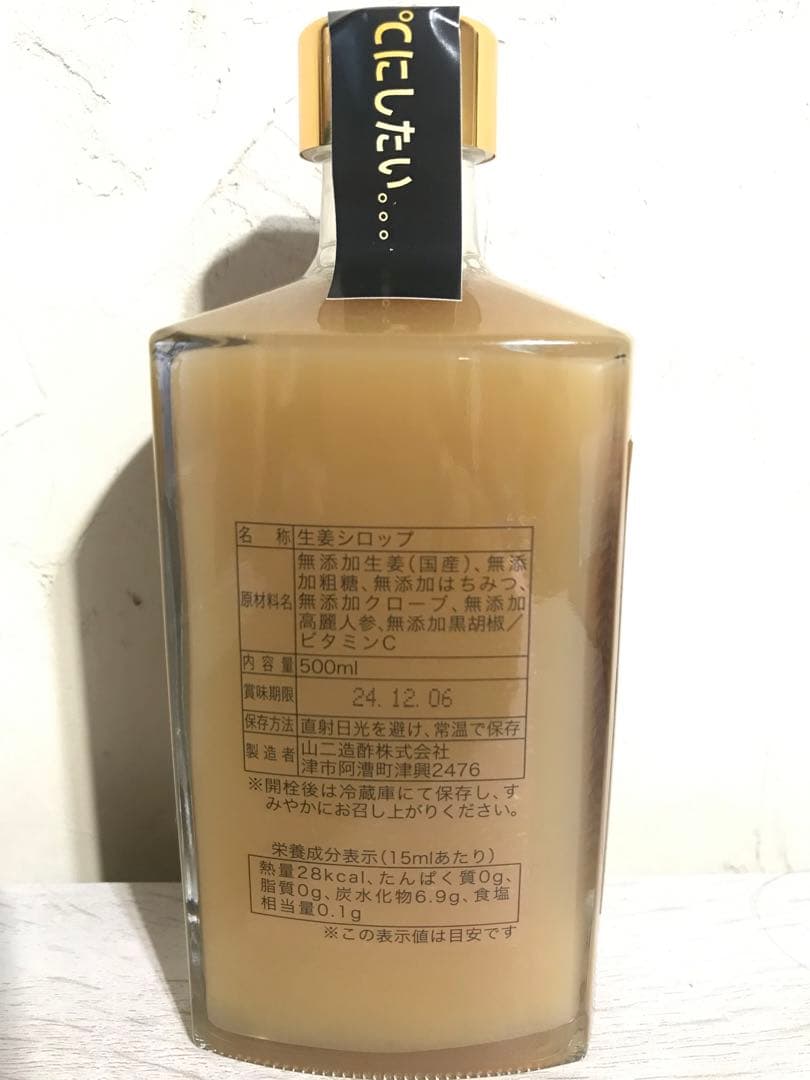 ℃にしたい。。。
名称 生姜シロップ
原材料名 無添加生姜(国産)、無添
加粗糖、無添加はちみつ、
無添加クローブ、無添加
高麗人参、無添加黒胡椒/
ビタミンC
内容量 500ml
賞味期限 24.12.06
保存方法 直射日光を避け、常温で保存
製造者 山二造酢株式会社
津市阿漕町津興2476
※開栓後は冷蔵庫にて保存し、す
みやかにお召し上がりください。
栄養成分表示(15mlあたり)
熱量28kcal、たんぱく質0g、
脂質0g、炭水化物6.9g、食塩
相当量0.1g
※この表示値は目安です